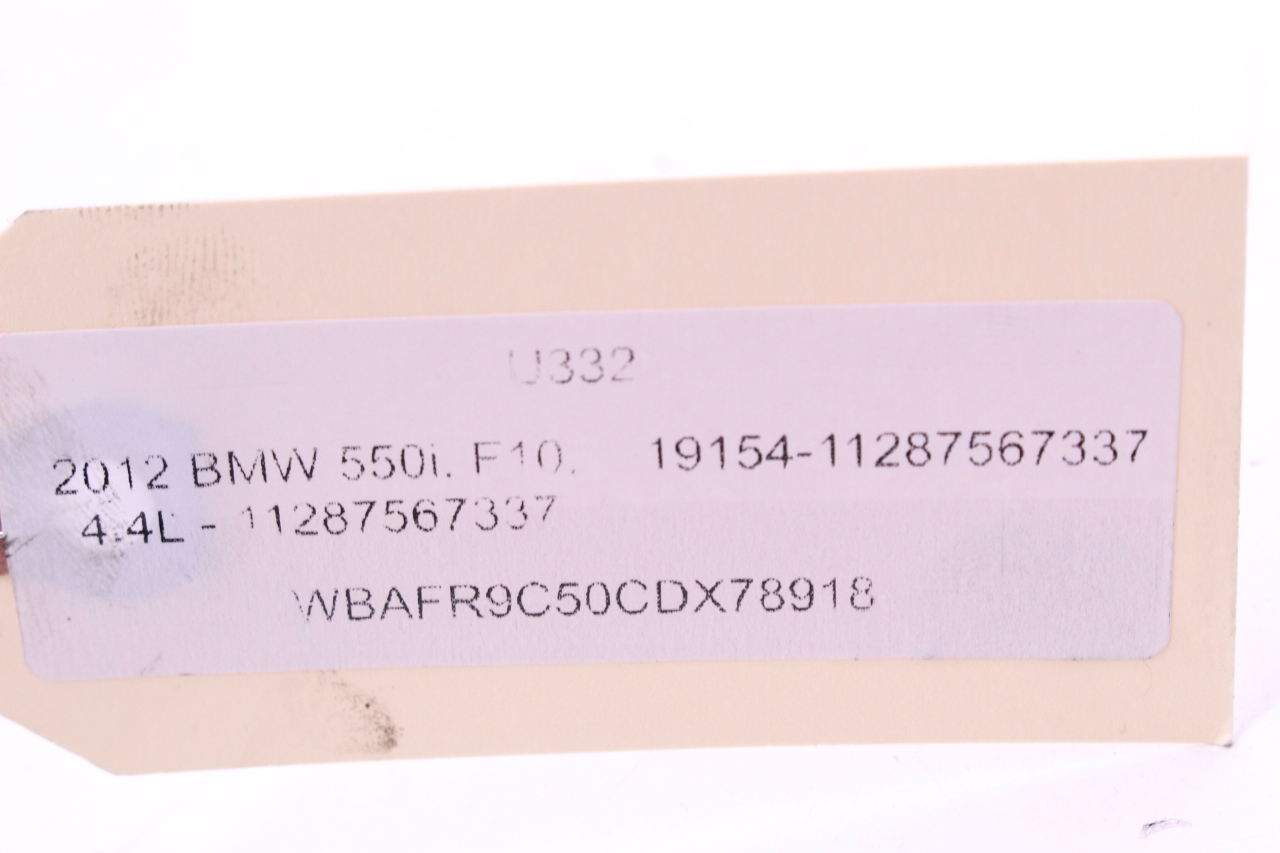 U332
2012 BMW 550i. F10. 19154-11287567337
4.4L - 11287567337
WBAFR9C50CDX78918